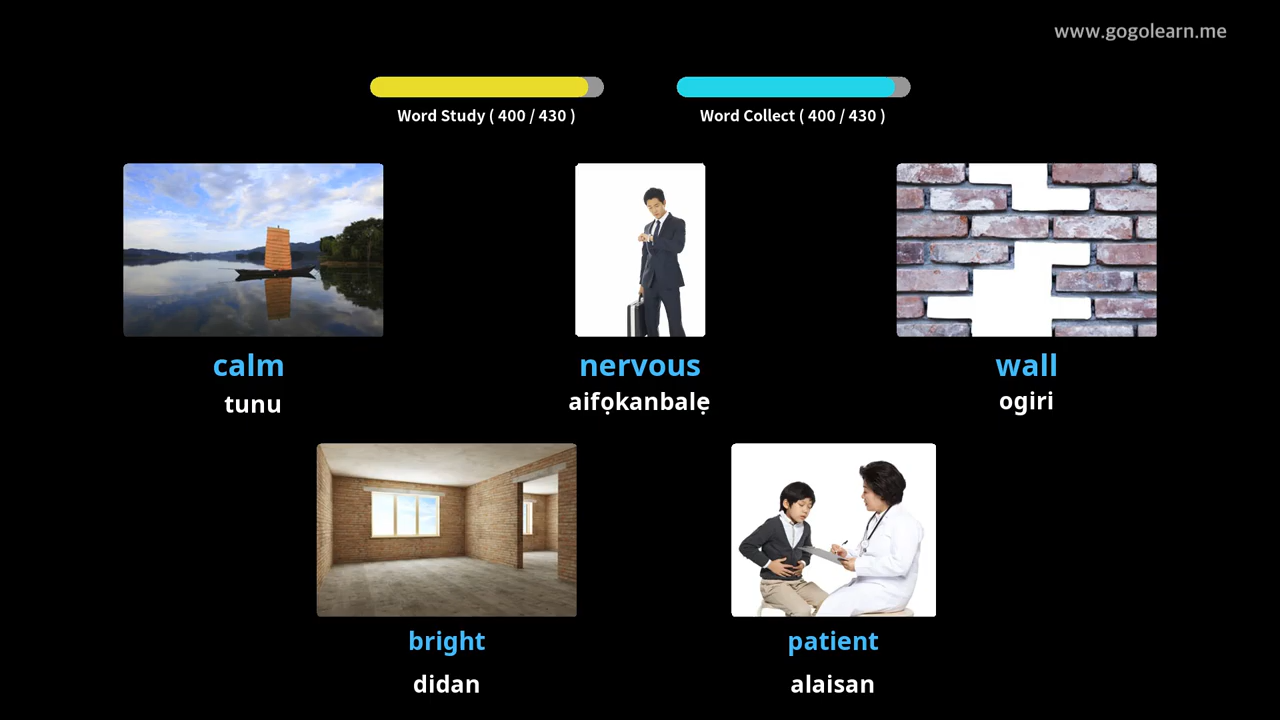 www.gogolearn.me
Word Study ( 400 / 430 )
Word Collect ( 400 / 430 )
calm
tunu
nervous
aifọkanbalẹ
wall
ogiri
bright
didan
patient
alaisan